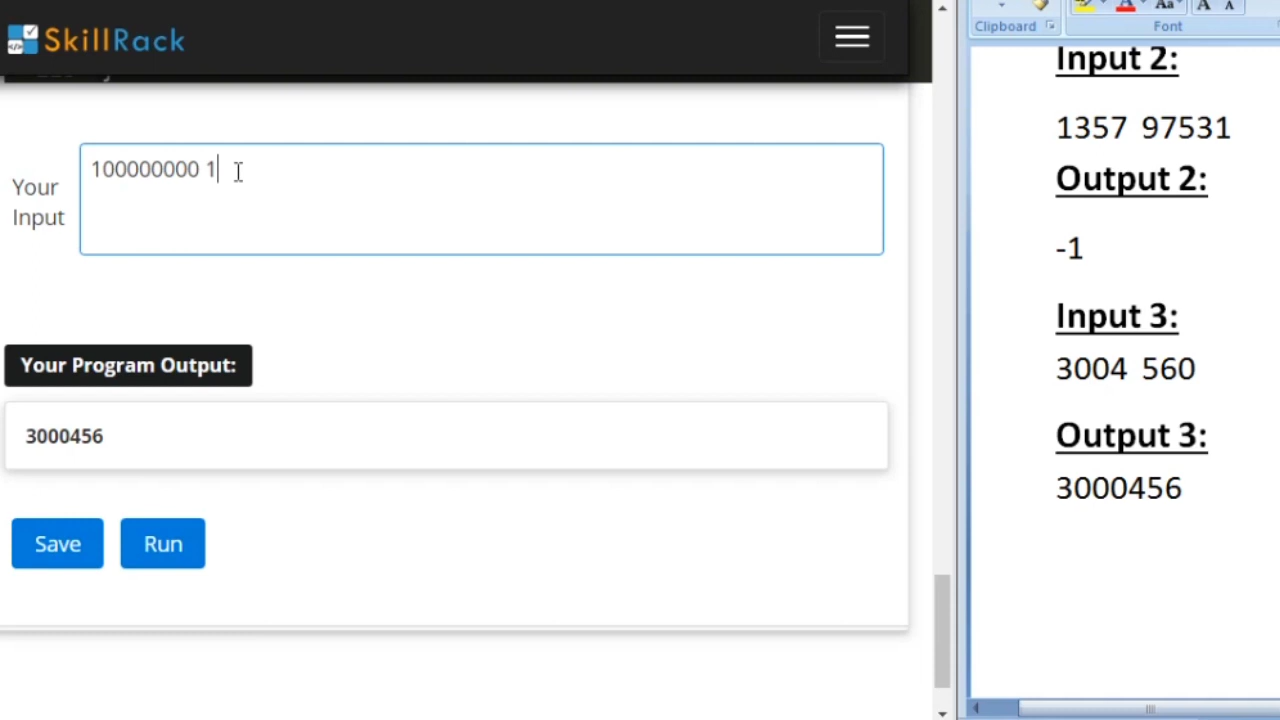 SkillRack
Your
Input
100000000 1
Your Program Output:
3000456
Save
Run
Clipboard
Font
Aa
A
A
A
Input 2:
1357 97531
Output 2:
-1
Input 3:
3004 560
Output 3:
3000456